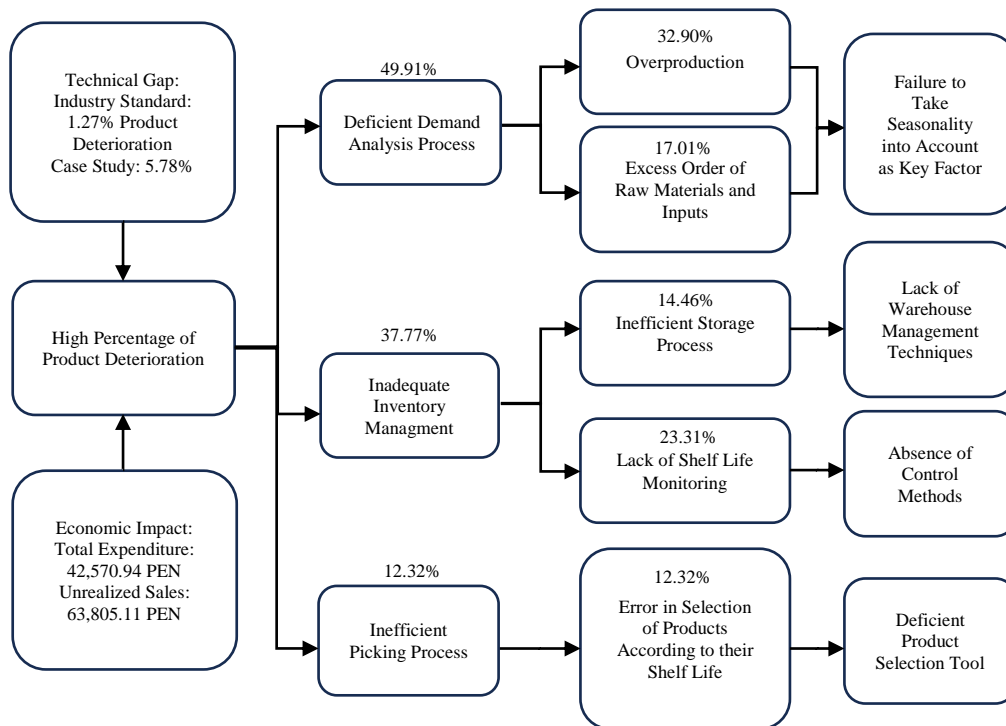 Technical Gap:
Industry Standard:
1.27% Product
Deterioration
Case Study: 5.78%
High Percentage of
Product Deterioration
Economic Impact:
Total Expenditure:
42,570.94 PEN
Unrealized Sales:
63,805.11 PEN
49.91%
Deficient Demand
Analysis Process
37.77%
Inadequate
Inventory
Managment
12.32%
Inefficient
Picking Process
32.90%
Overproduction
17.01%
Excess Order of
Raw Materials and
Inputs
14.46%
Inefficient Storage
Process
23.31%
Lack of Shelf Life
Monitoring
12.32%
Error in Selection
of Products
According to their
Shelf Life
Failure to
Take
Seasonality
into Account
as Key Factor
Lack of
Warehouse
Management
Techniques
Absence of
Control
Methods
Deficient
Product
Selection Tool